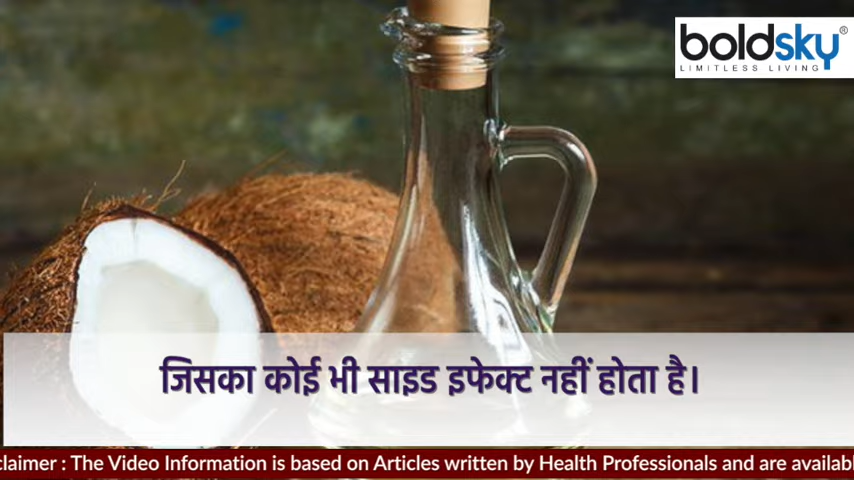 boldsky®
LIMITLESS LIVING
जिसका कोई भी साइड इफेक्ट नहीं होता है।
claimer : The Video Information is based on Articles written by Health Professionals and are availabl